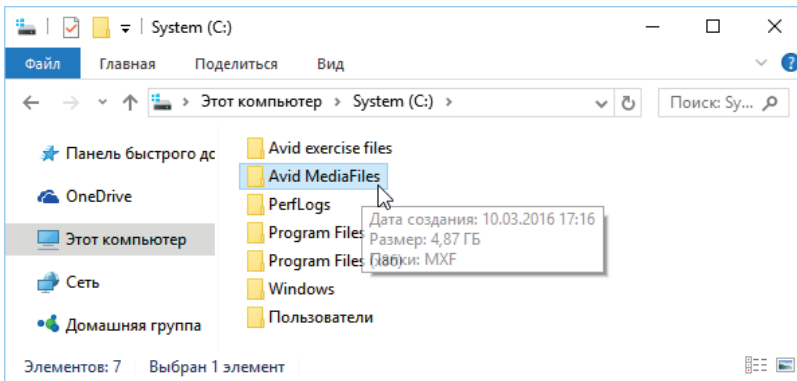 System (C:)
Файл Главная Поделиться Вид
Этот компьютер System (C:) Поиск: Sy...
Панель быстрого дс
OneDrive
Этот компьютер
Сеть
Домашняя группа
Avid exercise files
Avid MediaFiles
PerfLogs
Program Files
Program Files (x86)
Windows
Пользователи
Дата создания: 10.03.2016 17:16
Размер: 4,87 ГБ
Папки: MXF
Элементов: 7 Выбран 1 элемент